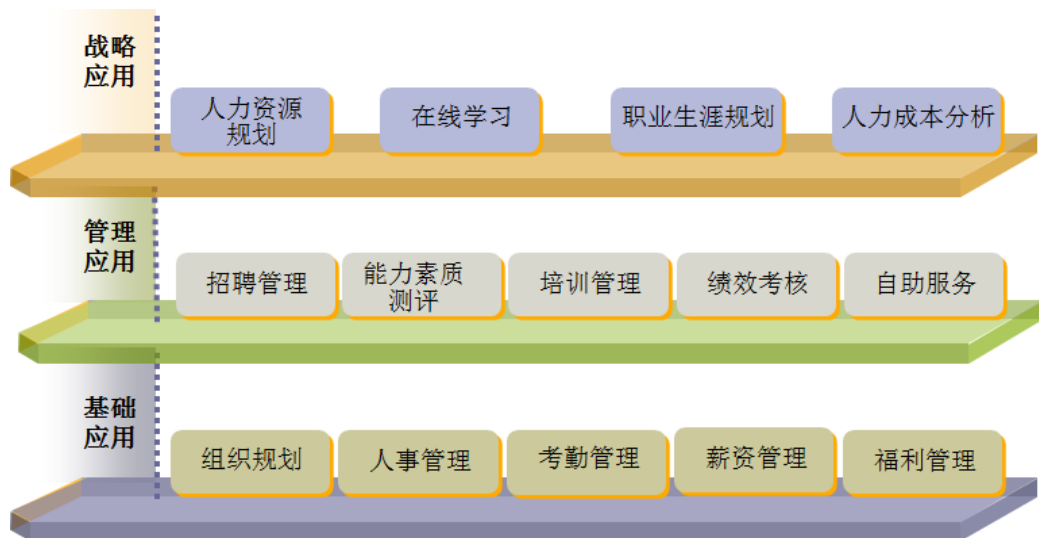 战略
应用
人力资源
规划
在线学习
职业生涯规划
人力成本分析
管理
应用
招聘管理
能力素质
测评
培训管理
绩效考核
自助服务
基础
应用
组织规划
人事管理
考勤管理
薪资管理
福利管理